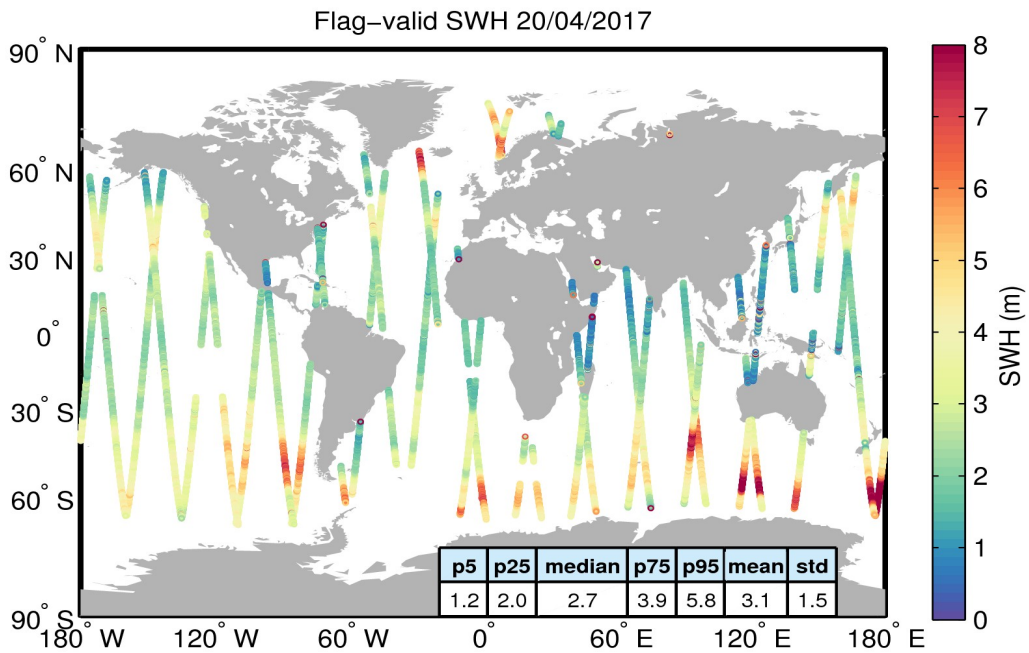 Flag−valid SWH 20/04/2017
90° N
60° N
30° N
0°
30° S
60° S
90° S
180° W
120° W
60° W
0°
60° E
120° E
180° E
8
7
6
5
4
3
2
1
0
SWH (m)
p5 p25 median p75 p95 mean std
1.2 2.0 2.7 3.9 5.8 3.1 1.5